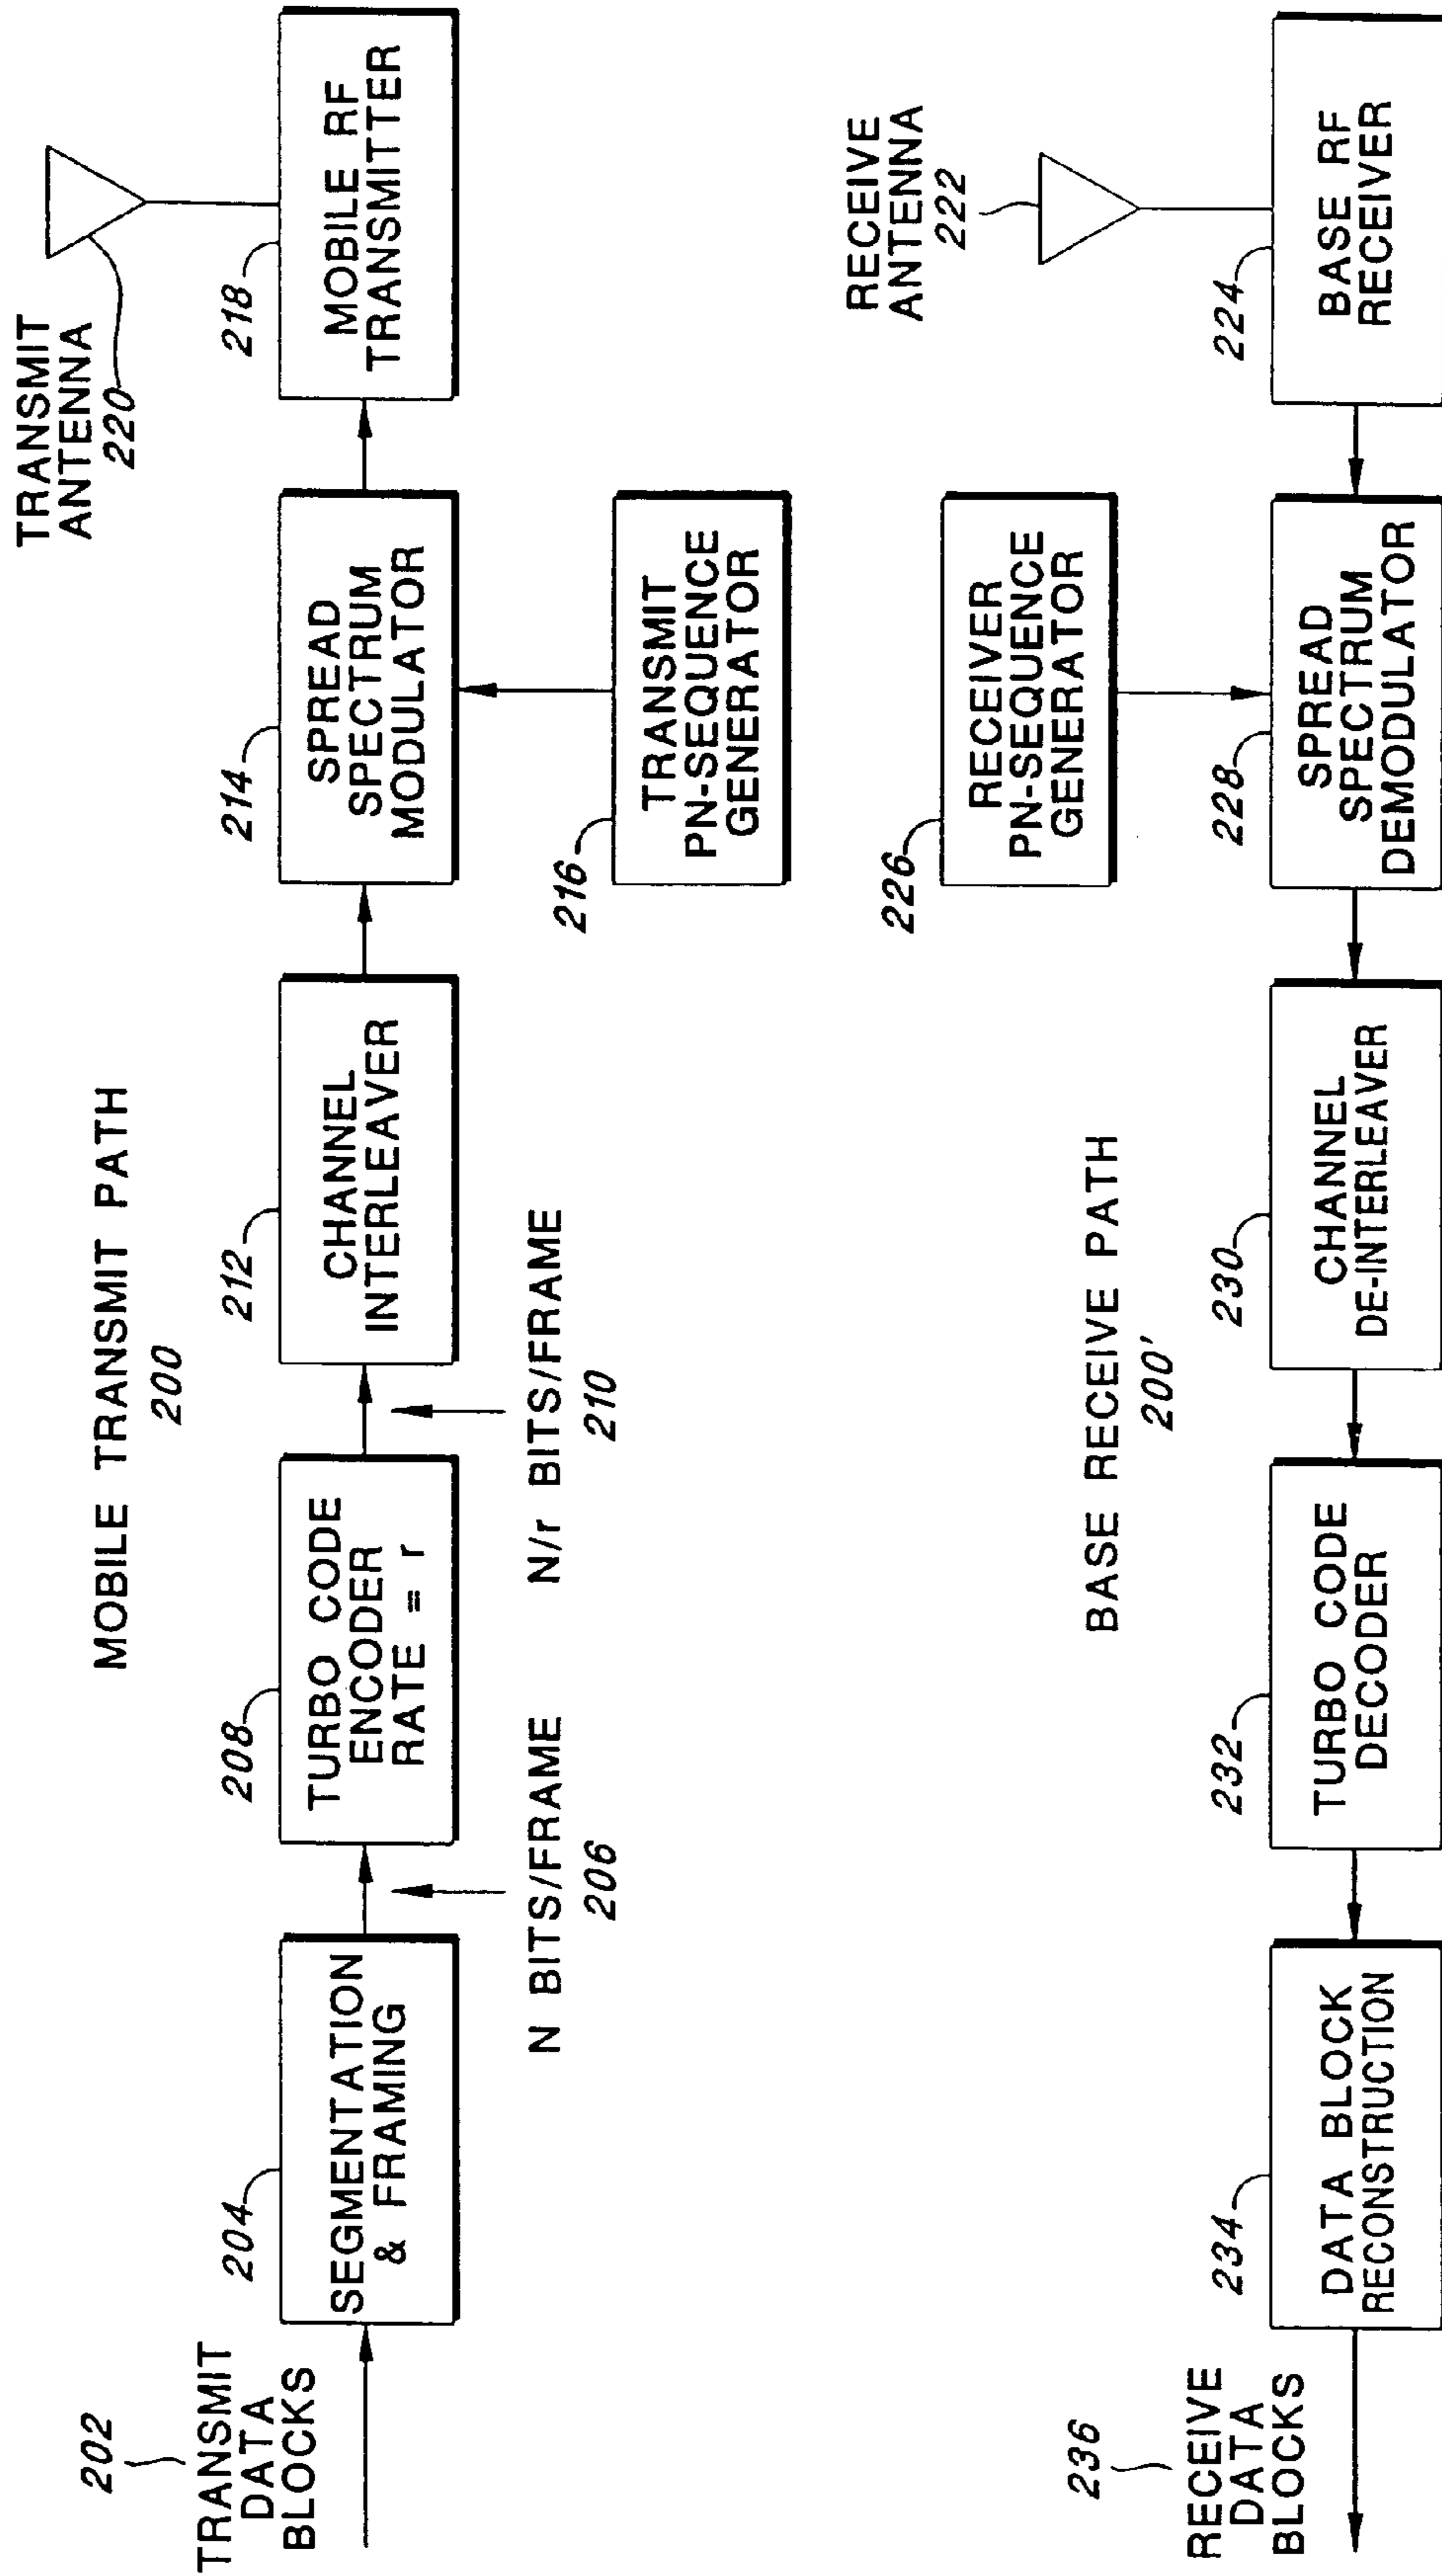 MOBILE TRANSMIT PATH
200
202
TRANSMIT
DATA
BLOCKS
204
SEGMENTATION
& FRAMING
N BITS/FRAME
206
208
TURBO CODE
ENCODER
RATE = r
N/r BITS/FRAME
210
212
CHANNEL
INTERLEAVER
214
SPREAD
SPECTRUM
MODULATOR
216
TRANSMIT
PN-SEQUENCE
GENERATOR
218
MOBILE RF
TRANSMITTER
TRANSMIT
ANTENNA
220
BASE RECEIVE PATH
200'
RECEIVE
ANTENNA
222
224
BASE RF
RECEIVER
226
RECEIVER
PN-SEQUENCE
GENERATOR
228
SPREAD
SPECTRUM
DEMODULATOR
230
CHANNEL
DE-INTERLEAVER
232
TURBO CODE
DECODER
234
DATA BLOCK
RECONSTRUCTION
236
RECEIVE
DATA
BLOCKS